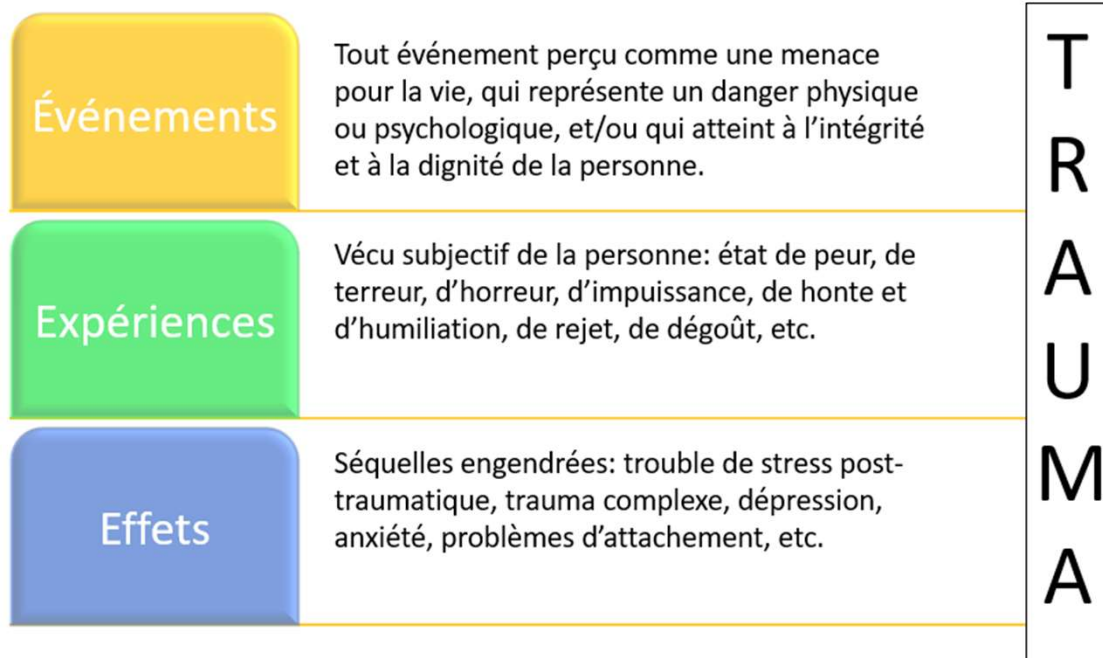 Événements
Tout événement perçu comme une menace
pour la vie, qui représente un danger physique
ou psychologique, et/ou qui atteint à l’intégrité
et à la dignité de la personne.
Expériences
Vécu subjectif de la personne: état de peur, de
terreur, d’horreur, d’impuissance, de honte et
d’humiliation, de rejet, de dégoût, etc.
Effets
Séquelles engendrées: trouble de stress post-
traumatique, trauma complexe, dépression,
anxiété, problèmes d’attachement, etc.
T
R
A
U
M
A